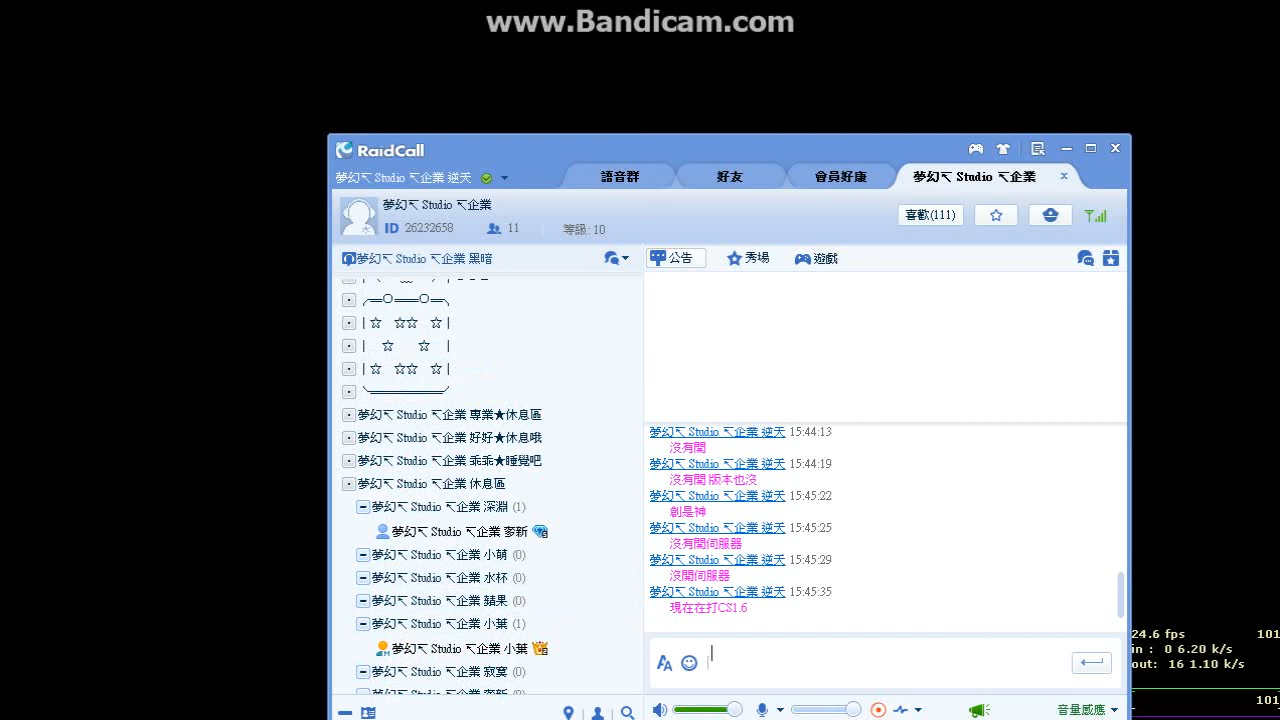 www.Bandicam.com
RaidCall
夢幻ㄟ Studio ㄟ企業 逆天
語音群
好友
會員好康
夢幻ㄟ Studio ㄟ企業
夢幻ㄟ Studio ㄟ企業
ID 26232658
11
等級: 10
喜歡(111)
夢幻ㄟ Studio ㄟ企業 黑暗
公告
秀場
遊戲
╭═○═══○═╮
| ☆ ☆☆ ☆ |
| ☆ ☆ |
| ☆ ☆☆ ☆ |
╰════════╯
夢幻ㄟ Studio ㄟ企業 專業★休息區
夢幻ㄟ Studio ㄟ企業 好好★休息哦
夢幻ㄟ Studio ㄟ企業 乖乖★睡覺吧
夢幻ㄟ Studio ㄟ企業 休息區
夢幻ㄟ Studio ㄟ企業 深淵 (1)
夢幻ㄟ Studio ㄟ企業 麥新
夢幻ㄟ Studio ㄟ企業 小萌 (0)
夢幻ㄟ Studio ㄟ企業 水杯 (0)
夢幻ㄟ Studio ㄟ企業 蘋果 (0)
夢幻ㄟ Studio ㄟ企業 小葉 (1)
夢幻ㄟ Studio ㄟ企業 小葉
夢幻ㄟ Studio ㄟ企業 寂寞 (0)
夢幻ㄟ Studio ㄟ企業 麥新 (0)
夢幻ㄟ Studio ㄟ企業 逆天 15:44:13
沒有開
夢幻ㄟ Studio ㄟ企業 逆天 15:44:19
沒有開 版本也沒
夢幻ㄟ Studio ㄟ企業 逆天 15:45:22
創是神
夢幻ㄟ Studio ㄟ企業 逆天 15:45:25
沒有開伺服器
夢幻ㄟ Studio ㄟ企業 逆天 15:45:29
沒開伺服器
夢幻ㄟ Studio ㄟ企業 逆天 15:45:35
現在在打CS1.6
音量感應
24.6 fps 101
in : 0 6.20 k/s
out: 16 1.10 k/s
101